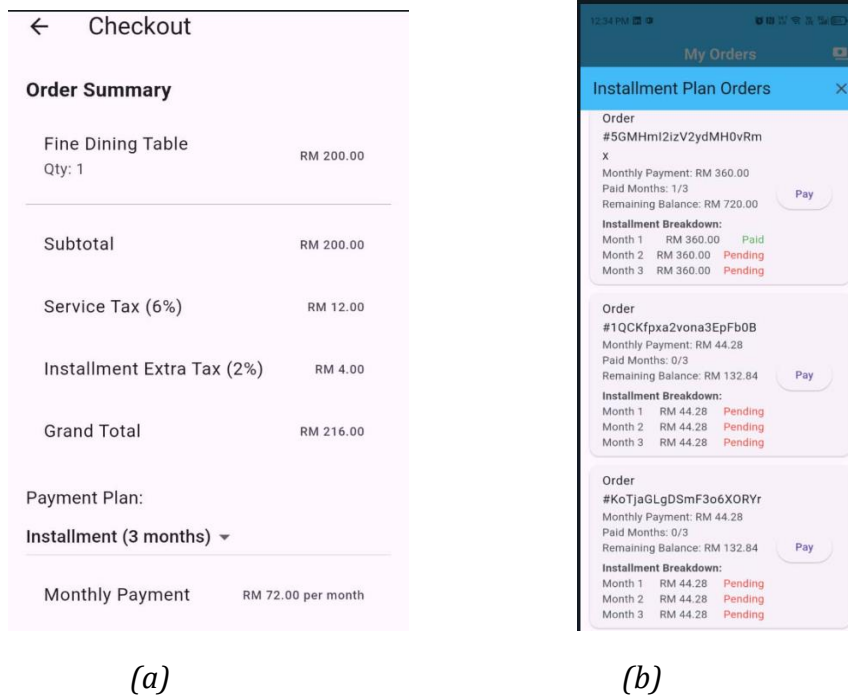 ← Checkout
Order Summary
Fine Dining Table
Qty: 1
RM 200.00
Subtotal RM 200.00
Service Tax (6%) RM 12.00
Installment Extra Tax (2%) RM 4.00
Grand Total RM 216.00
Payment Plan:
Installment (3 months)
Monthly Payment RM 72.00 per month
(a)
12:34 PM
My Orders
Installment Plan Orders ×
Order
#5GMHmI2izV2ydMH0vRm
x
Monthly Payment: RM 360.00
Paid Months: 1/3
Remaining Balance: RM 720.00
Pay
Installment Breakdown:
Month 1 RM 360.00 Paid
Month 2 RM 360.00 Pending
Month 3 RM 360.00 Pending
Order
#1QCKfpxa2vona3EpFb0B
Monthly Payment: RM 44.28
Paid Months: 0/3
Remaining Balance: RM 132.84
Pay
Installment Breakdown:
Month 1 RM 44.28 Pending
Month 2 RM 44.28 Pending
Month 3 RM 44.28 Pending
Order
#KoTjaGLgDSmF3o6XORYr
Monthly Payment: RM 44.28
Paid Months: 0/3
Remaining Balance: RM 132.84
Pay
Installment Breakdown:
Month 1 RM 44.28 Pending
Month 2 RM 44.28 Pending
Month 3 RM 44.28 Pending
(b)